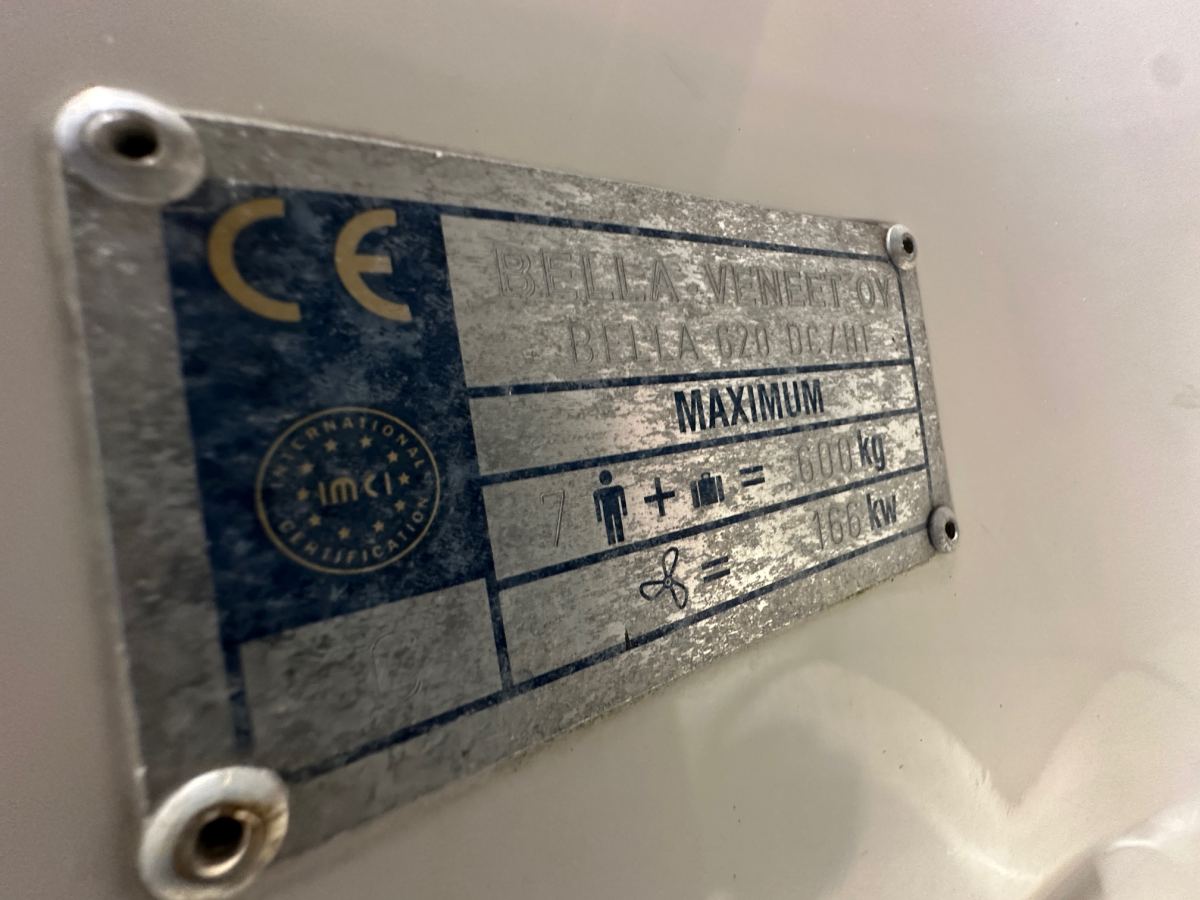 CE
BELLA-VENEET OY
BELLA 620 DC/HT
MAXIMUM
7 + = 600 kg
= 166 kw
INTERNATIONAL
IMCI
CERTIFICATION
C